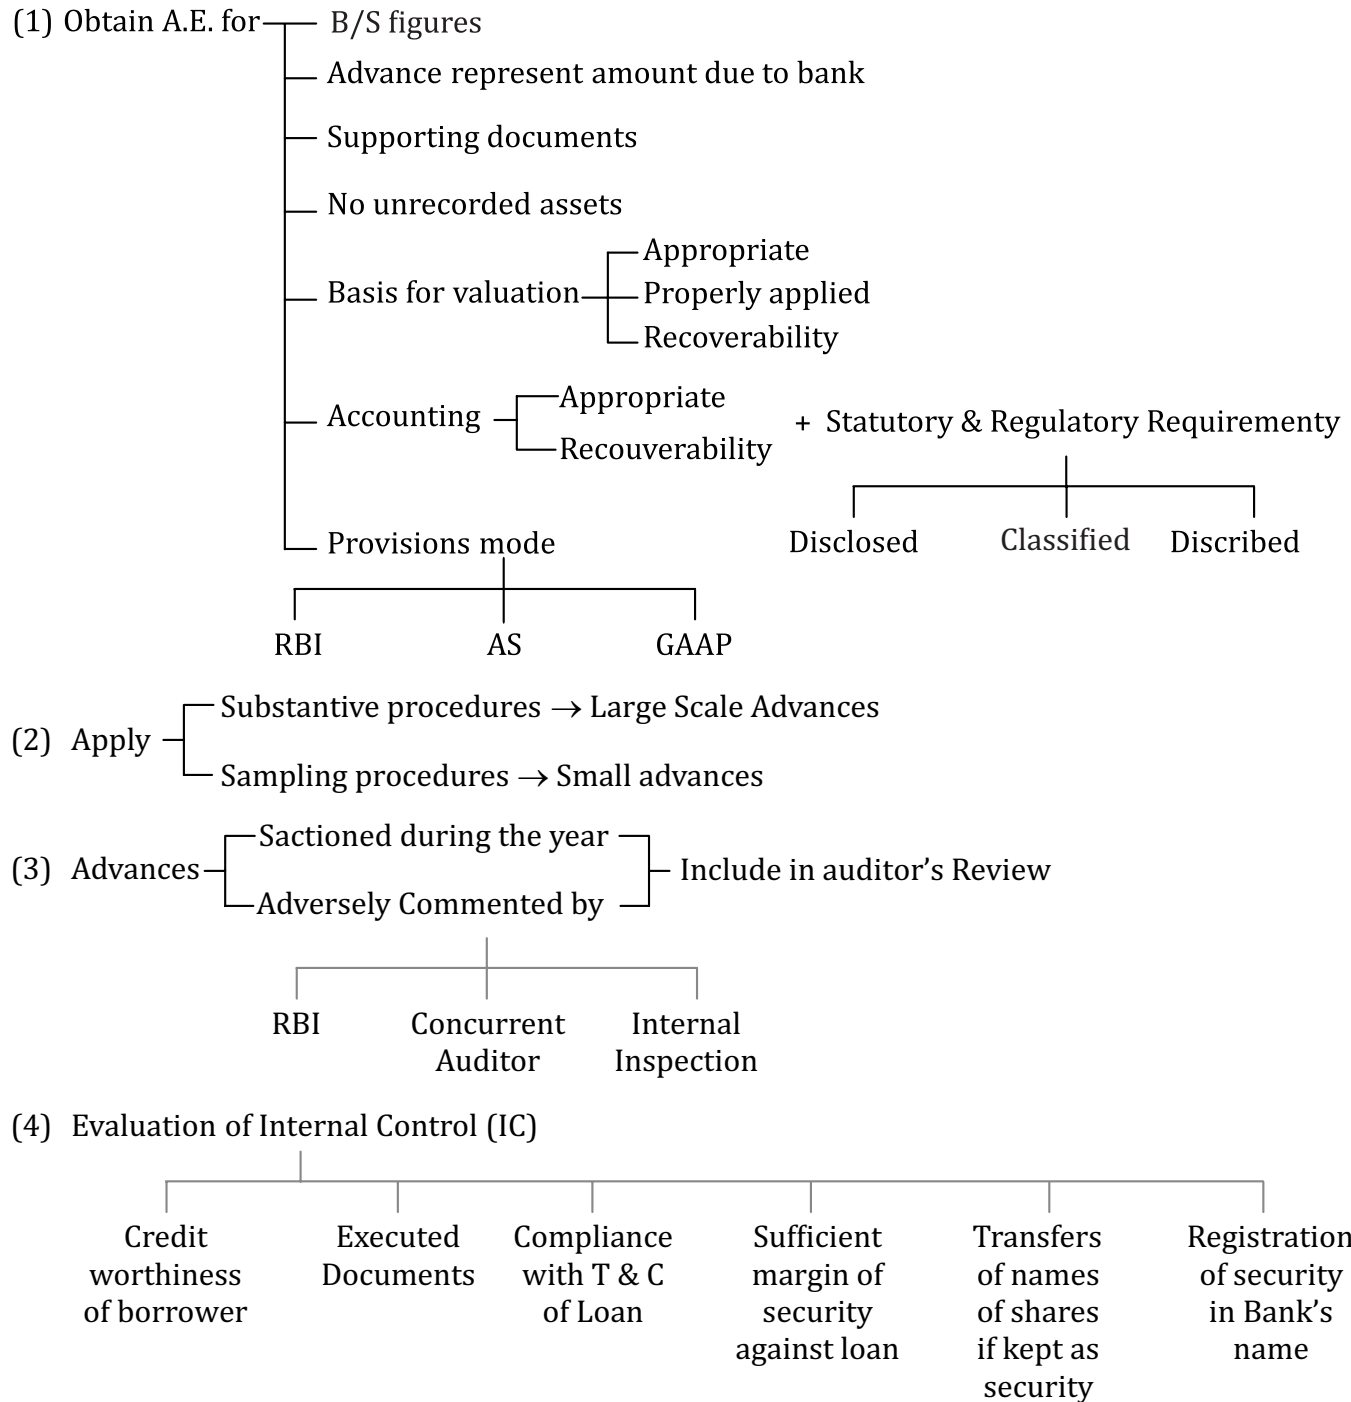 (1) Obtain A.E. for B/S figures
Advance represent amount due to bank
Supporting documents
No unrecorded assets
Appropriate
Basis for valuation Properly applied
Recoverability
Appropriate
Accounting + Statutory & Regulatory Requirementy
Recouverability
Provisions mode
Disclosed Classified Discribed
RBI AS GAAP
Substantive procedures → Large Scale Advances
(2) Apply
Sampling procedures → Small advances
Sactioned during the year
(3) Advances Include in auditor's Review
Adversely Commented by
RBI Concurrent Internal
Auditor Inspection
(4) Evaluation of Internal Control (IC)
Credit Executed Compliance Sufficient Transfers Registration
worthiness Documents with T & C margin of of names of security
of borrower of Loan security of shares in Bank's
against loan if kept as name
security